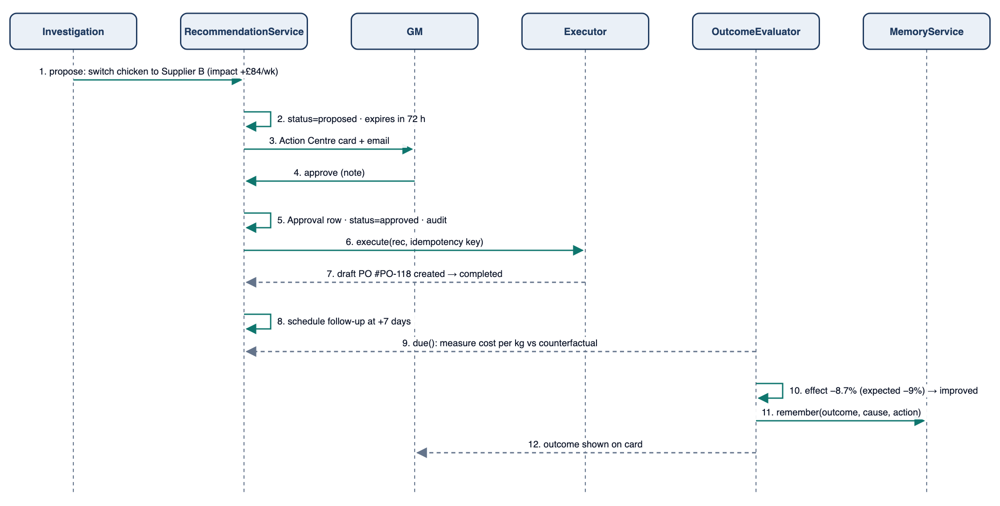 Investigation
RecommendationService
GM
Executor
OutcomeEvaluator
MemoryService
1. propose: switch chicken to Supplier B (impact +£84/wk)
2. status=proposed · expires in 72 h
3. Action Centre card + email
4. approve (note)
5. Approval row · status=approved · audit
6. execute(rec, idempotency key)
7. draft PO #PO-118 created → completed
8. schedule follow-up at +7 days
9. due(): measure cost per kg vs counterfactual
10. effect −8.7% (expected −9%) → improved
11. remember(outcome, cause, action)
12. outcome shown on card